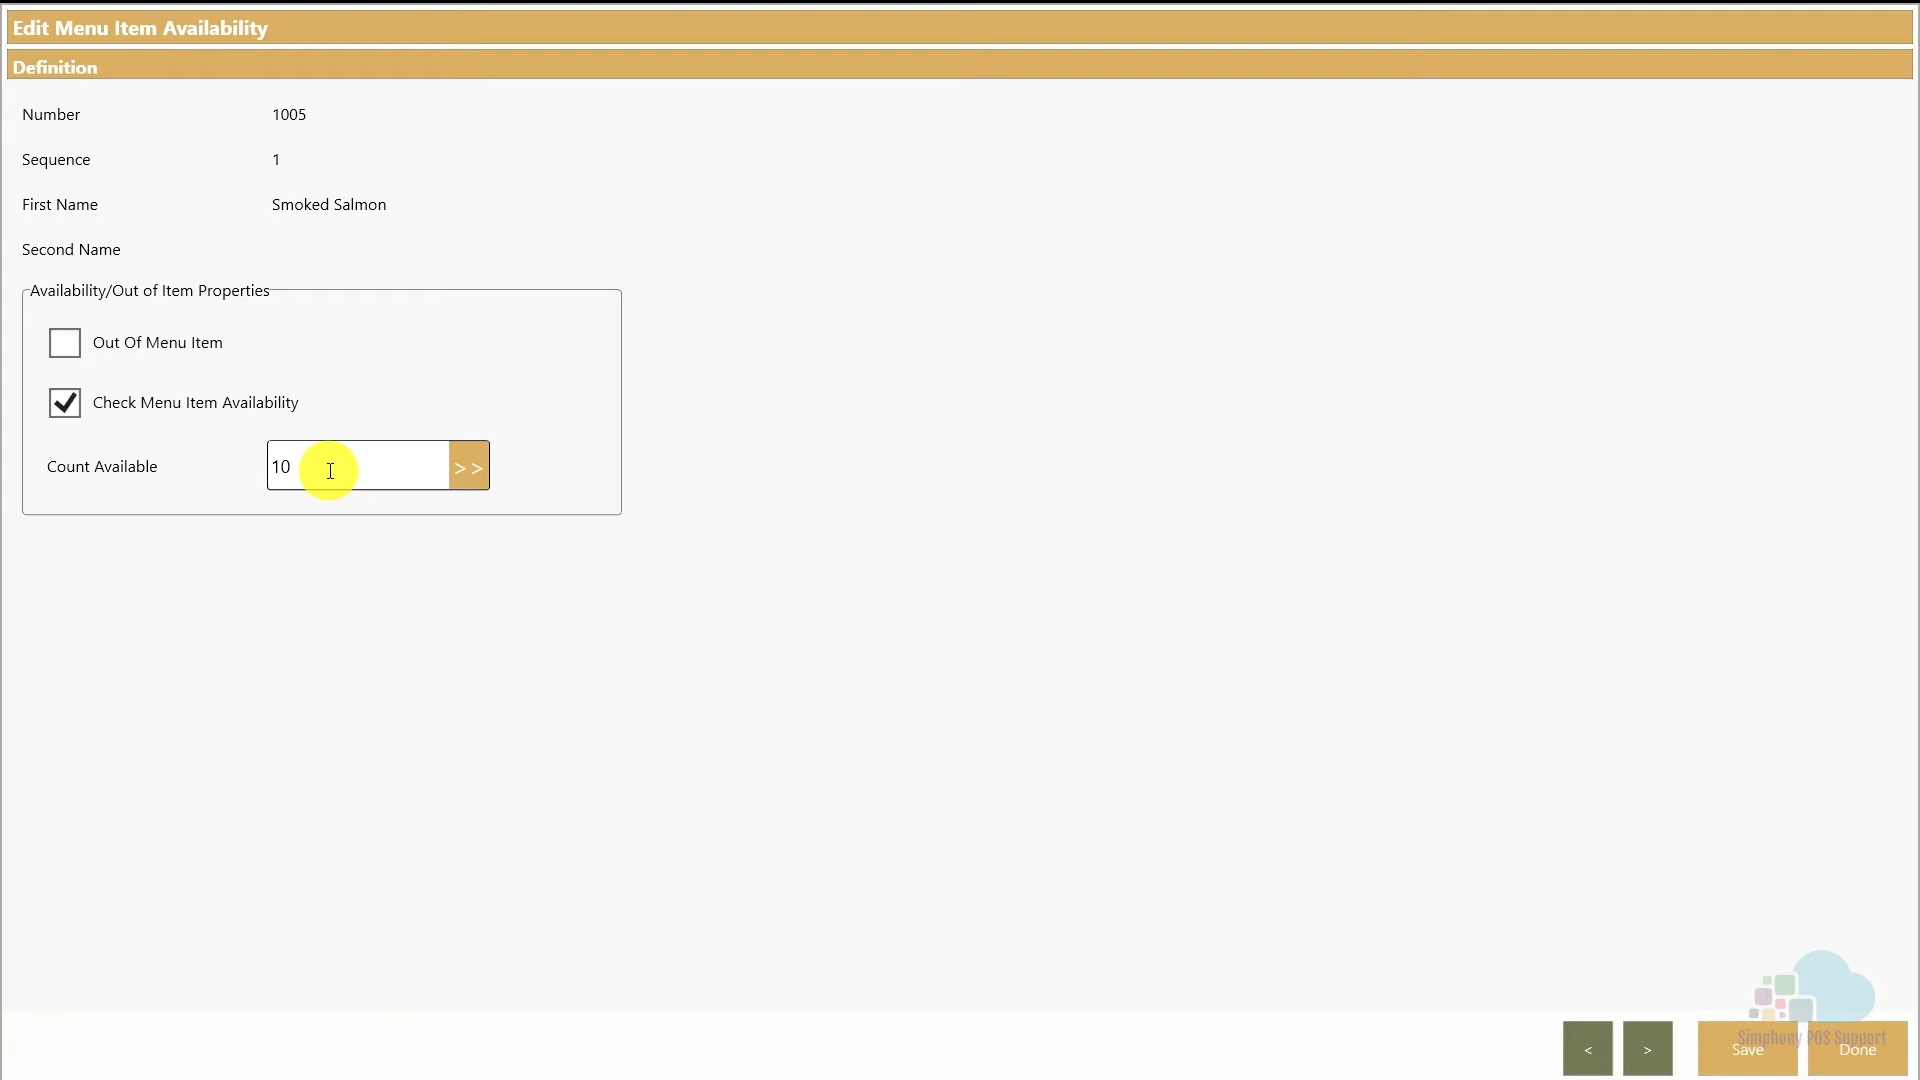 Edit Menu Item Availability
Definition
Number 1005
Sequence 1
First Name Smoked Salmon
Second Name
Availability/Out of Item Properties
Out Of Menu Item
Check Menu Item Availability
Count Available 10 >>
Simphony POS Support
< > Save Done